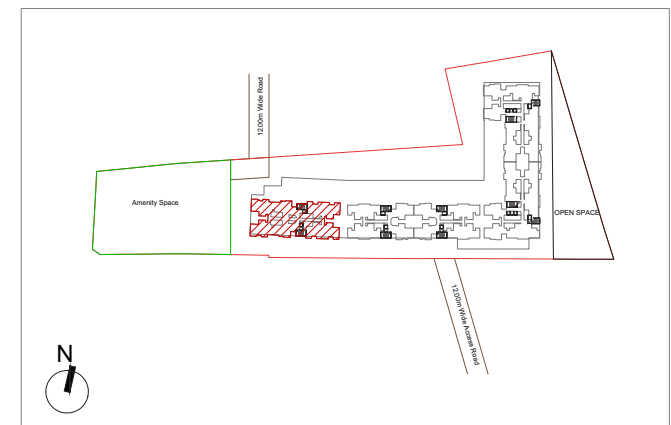 12.00m Wide Road
Amenity Space
OPEN SPACE
12.00m Wide Access Road
N